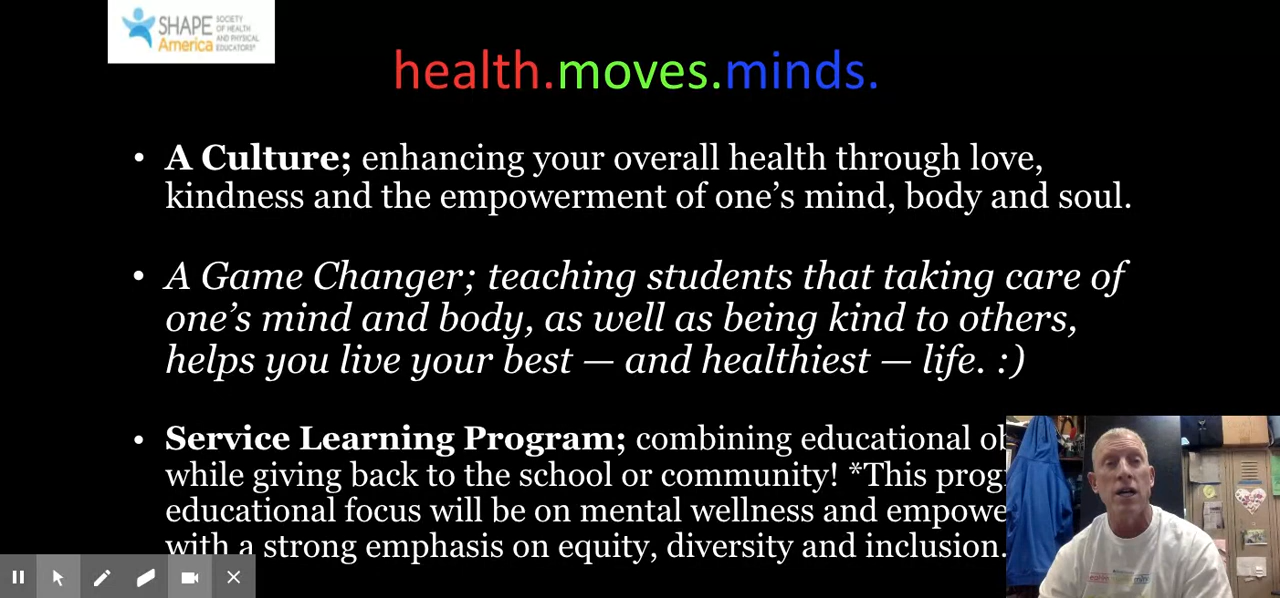 SHAPE America SOCIETY OF HEALTH AND PHYSICAL EDUCATORS®
health.moves.minds.
• A Culture; enhancing your overall health through love,
kindness and the empowerment of one's mind, body and soul.
• A Game Changer; teaching students that taking care of
one's mind and body, as well as being kind to others,
helps you live your best — and healthiest — life. :)
• Service Learning Program; combining educational
while giving back to the school or community! *This
educational focus will be on mental wellness and
with a strong emphasis on equity, diversity and inclusion.